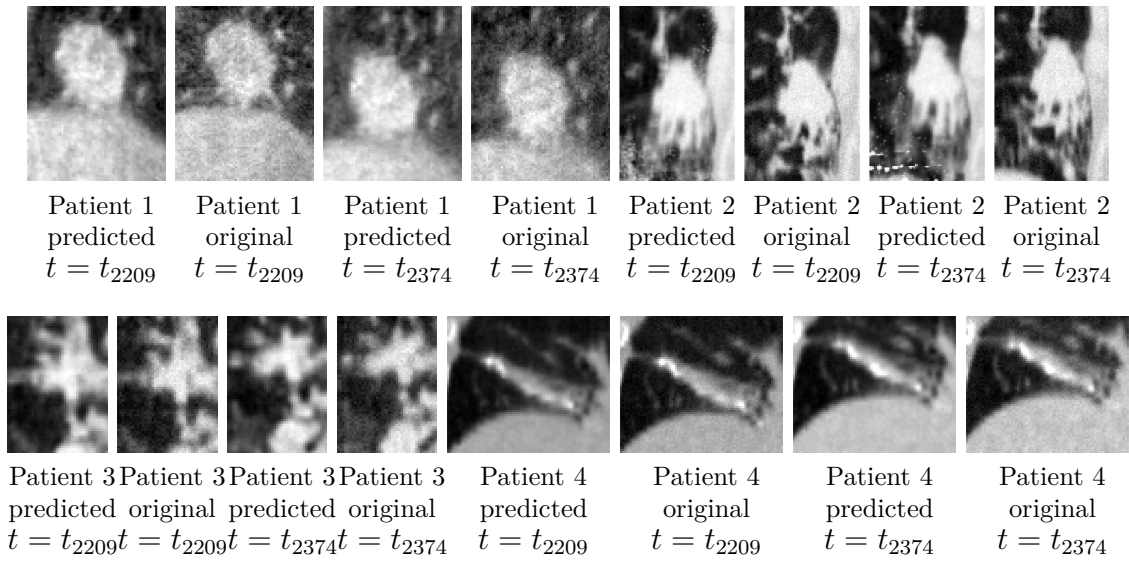 Patient 1 Patient 1 Patient 1 Patient 1 Patient 2 Patient 2 Patient 2 Patient 2
predicted original predicted original predicted original predicted original
t = t2209 t = t2209 t = t2374 t = t2374 t = t2209 t = t2209 t = t2374 t = t2374
Patient 3 Patient 3 Patient 3 Patient 3 Patient 4 Patient 4 Patient 4 Patient 4
predicted original predicted original predicted original predicted original
t = t2209 t = t2209 t = t2374 t = t2374 t = t2209 t = t2209 t = t2374 t = t2374